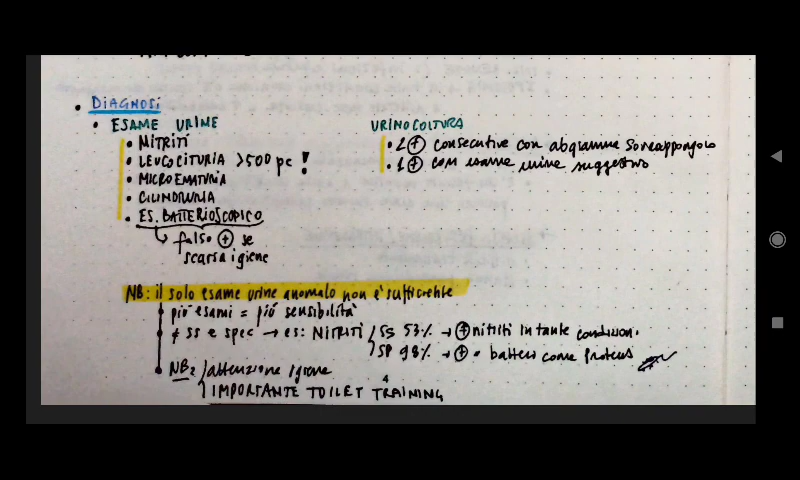 • DIAGNOSI
• ESAME URINE
• NITRITI
• LEUCOCITURIA >500 pc !
• MICROEMATURIA
• CILINDRURIA
• ES. BATTERIOSCOPICO
↳ falso ⊕ se
scarsa igiene
URINOCOLTURA
• 2 ⊕ consecutive con abgramma sovrapponibile
• 1 ⊕ con esame urine suggestivo
NB: il solo esame urine anomalo non è sufficiente
• più esami = più sensibilità
• ≠ ss e spec → es: NITRITI
SS 53% → ⊕ nitriti in tante condizioni
SP 98% → ⊕ batteri come Proteus
• NB2 attenzione igiene
IMPORTANTE TOILET TRAINING